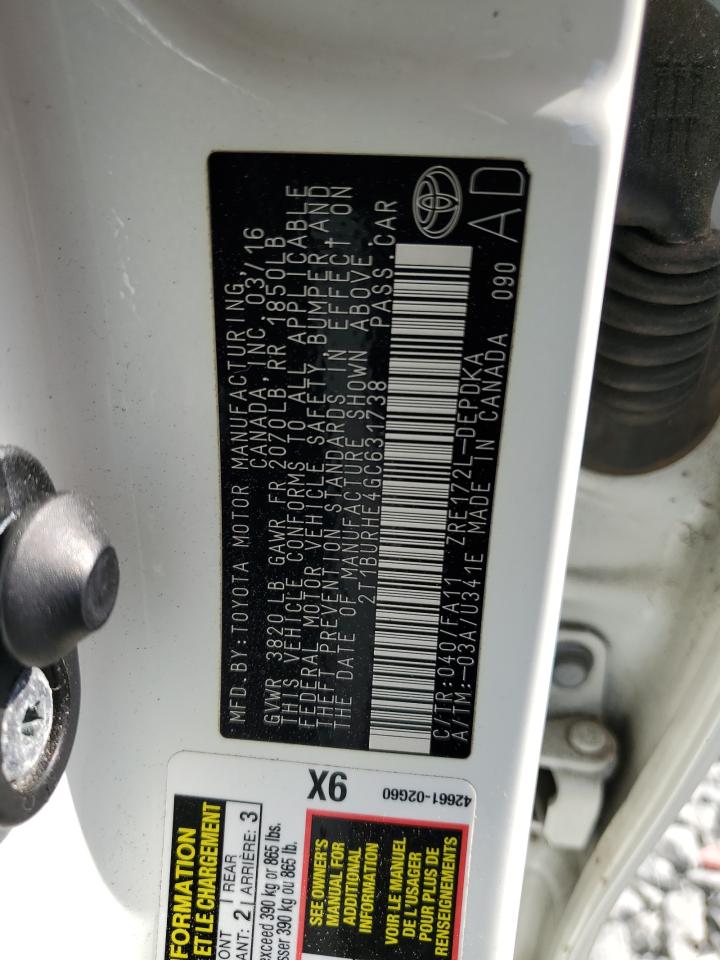 MFD. BY: TOYOTA MOTOR MANUFACTURING,
CANADA, INC. 03/16
GVWR 3820 LB GAWR FR 2070LB RR 1850LB
THIS VEHICLE CONFORMS TO ALL APPLICABLE
FEDERAL MOTOR VEHICLE SAFETY, BUMPER, AND
THEFT PREVENTION STANDARDS IN EFFECT ON
THE DATE OF MANUFACTURE SHOWN ABOVE.
2T1BURHE4GC631738 PASS. CAR
C/TR: 040/FA11 ZRE172L-DEPDKA
A/TM: -03A/U341E MADE IN CANADA 090
AD
9X
42661-02G60
ET LE CHARGEMENT
REAR
ANT: 2 ARRIÈRE: 3
exceed 390 kg or 865 lbs.
390 kg ou 865 lb.
SEE OWNER'S
MANUAL FOR
ADDITIONAL
INFORMATION
VOIR LE MANUEL
DE L'USAGER
POUR PLUS DE
RENSEIGNEMENTS